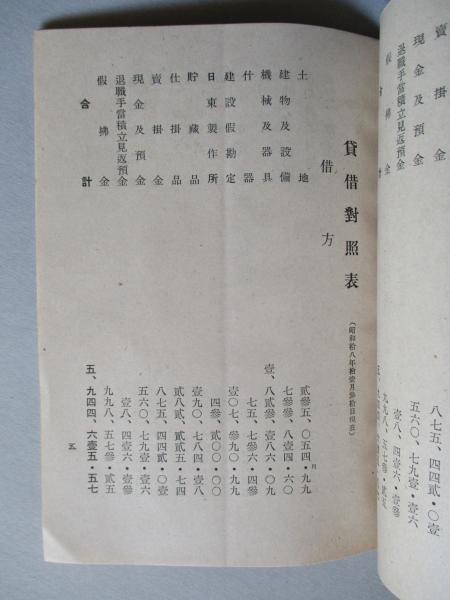 貸借對照表 (昭和拾八年拾壹月參拾日現在)
借方
土地 貳參五、〇五四・九九
円
建物及設備 七參參、八壹四・六〇
機械及器具
什器
建設假勘定 壹〇七、參九〇・九九
日東製作所 四參、貳〇〇・〇〇
貯藏品 壹九〇、七八四・壹八
仕掛品 貳八貳、貳貳五・七四
賣掛金 八七五、四四貳・〇壹
現金及預金 五六〇、七九壹・壹六
退職手當積立見返預金 壹八、四壹六・壹參
假拂金 九九八、五七參・貳五
合計 五、九四四、六壹五・五七
五
賣掛金 八七五、四四貳・〇壹
現金及預金 五六〇、七九壹・壹六
退職手當積立見返預金 壹八、四壹六・壹參
假拂金 九九八、五七參・貳五